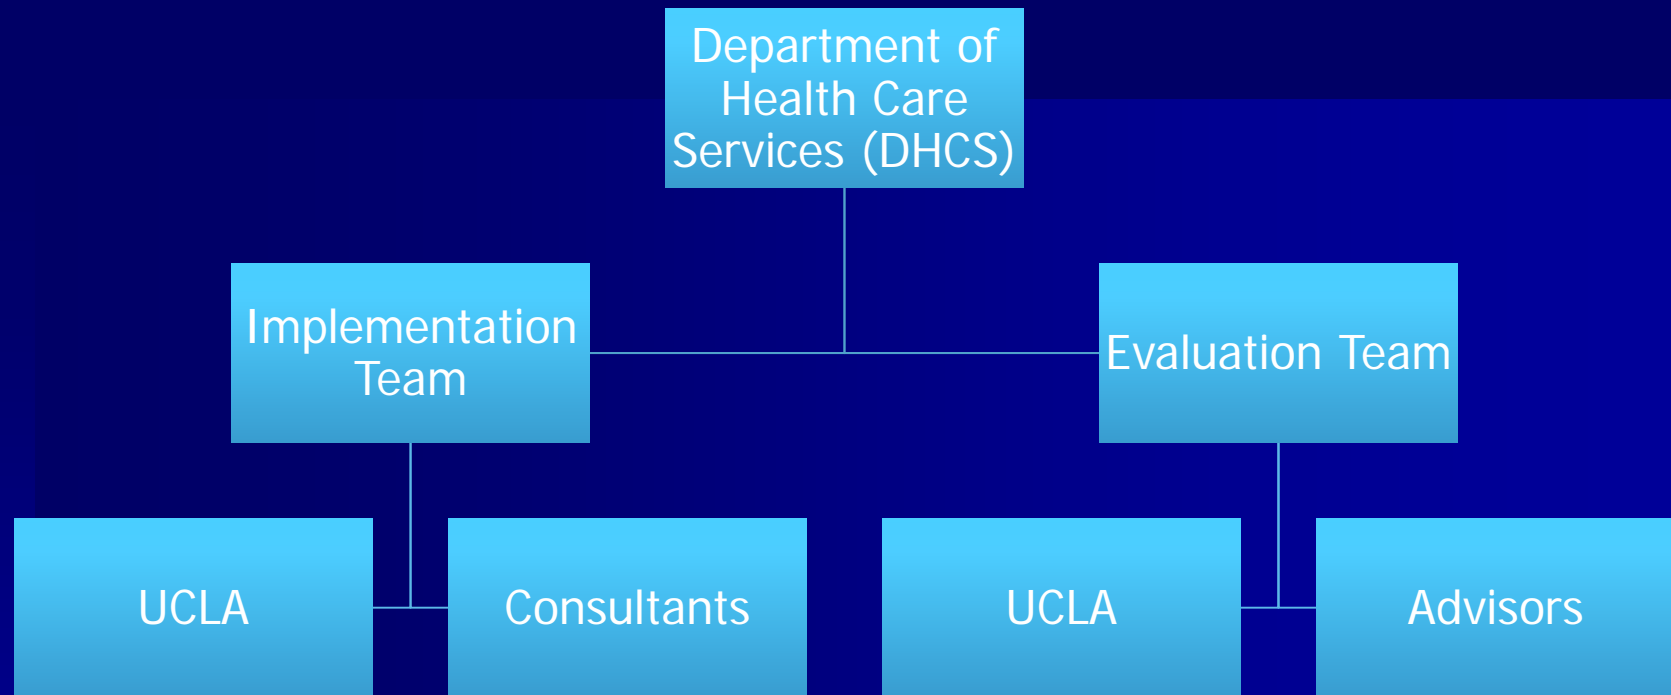 Department of
Health Care
Services (DHCS)
Implementation
Team
Evaluation Team
UCLA
Consultants
UCLA
Advisors